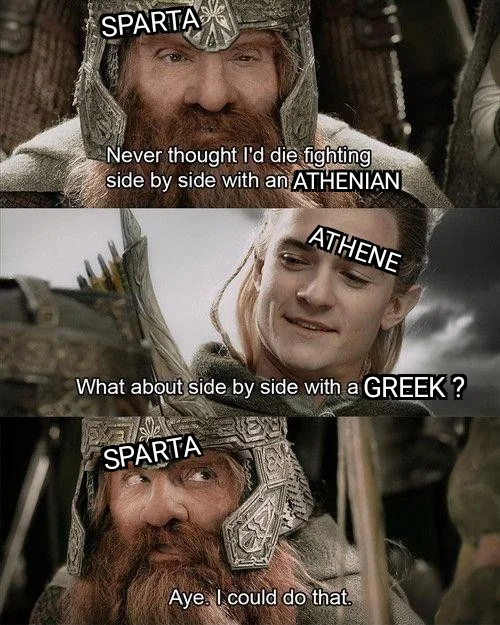 SPARTA
Never thought I'd die fighting
side by side with an ATHENIAN
ATHENE
What about side by side with a GREEK ?
SPARTA
Aye. I could do that.